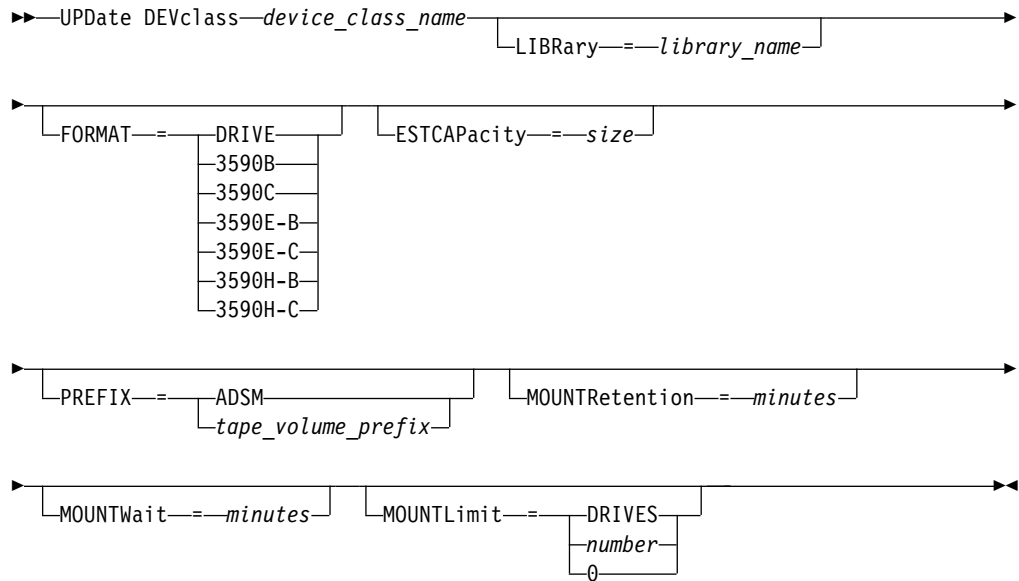 UPDate DEVclass device_class_name
LIBRary = library_name
FORMAT = DRIVE
3590B
3590C
3590E-B
3590E-C
3590H-B
3590H-C
ESTCAPacity = size
PREFIX = ADSM
tape_volume_prefix
MOUNTRetention = minutes
MOUNTWait = minutes
MOUNTLimit = DRIVES
number
0